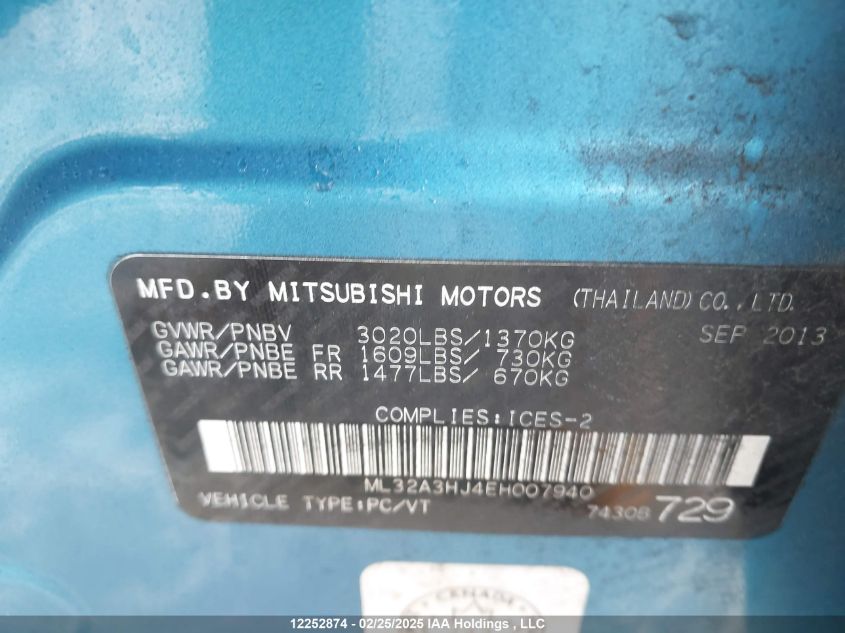 MFD.BY MITSUBISHI MOTORS (THAILAND) CO.,LTD.
GVWR/PNBV 3020LBS/1370KG SEP 2013
GAWR/PNBE FR 1609LBS/ 730KG
GAWR/PNBE RR 1477LBS/ 670KG
COMPLIES:ICES-2
ML32A3HJ4EH007940
VEHICLE TYPE:PC/VT 74308 729
CANADA
12252874 - 02/25/2025 IAA Holdings , LLC